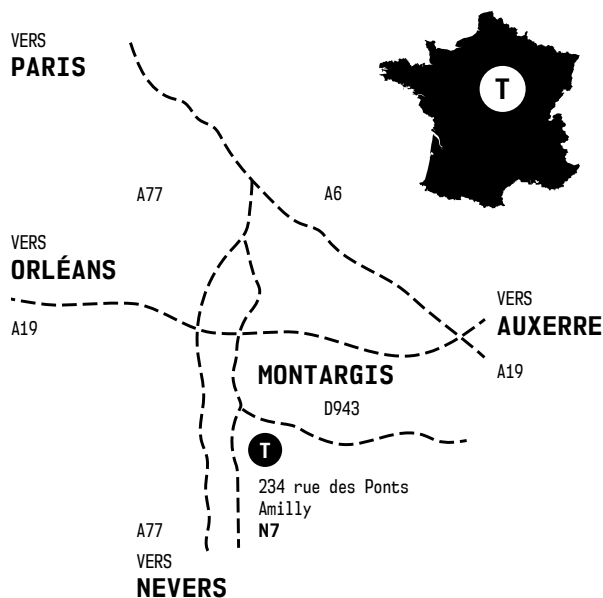 VERS
PARIS
T
A77
A6
VERS
ORLÉANS
VERS
AUXERRE
A19
A19
MONTARGIS
D943
T
234 rue des Ponts
Amilly
N7
A77
VERS
NEVERS